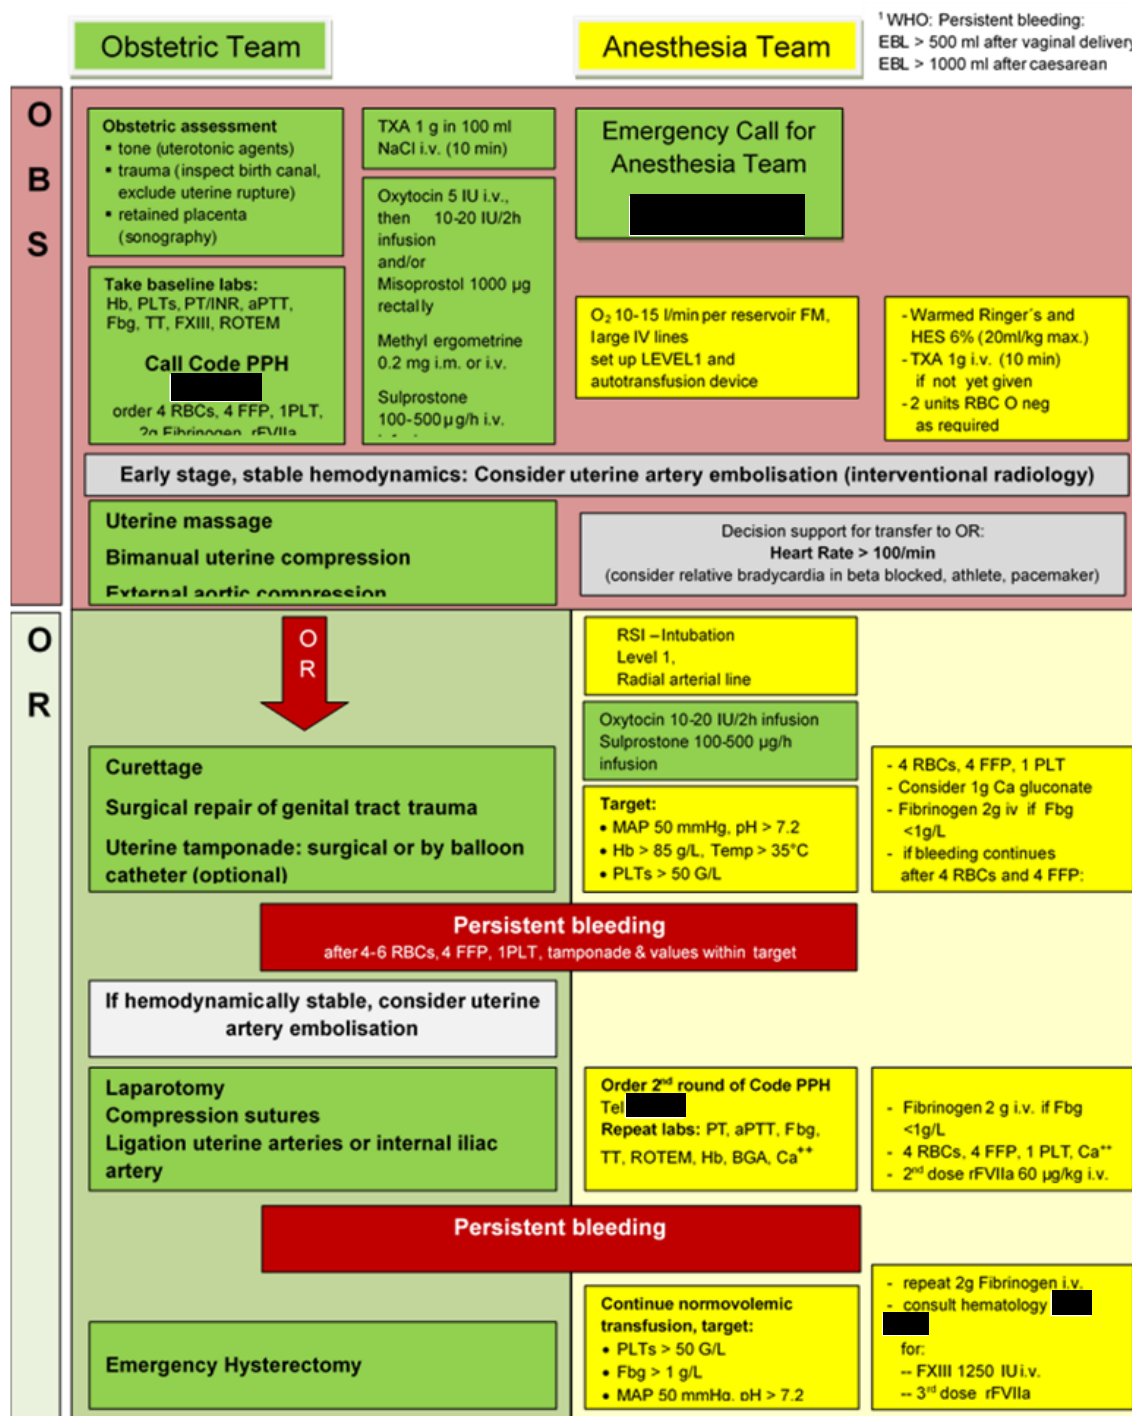 Obstetric Team
Anesthesia Team
¹ WHO: Persistent bleeding:
EBL > 500 ml after vaginal delivery
EBL > 1000 ml after caesarean
O
B
S
Obstetric assessment
▪ tone (uterotonic agents)
▪ trauma (inspect birth canal,
exclude uterine rupture)
▪ retained placenta
(sonography)
TXA 1 g in 100 ml
NaCl i.v. (10 min)
Emergency Call for
Anesthesia Team
Oxytocin 5 IU i.v.,
then 10-20 IU/2h
infusion
and/or
Misoprostol 1000 µg
rectally
Methyl ergometrine
0.2 mg i.m. or i.v.
Sulprostone
100-500µg/h i.v.
Take baseline labs:
Hb, PLTs, PT/INR, aPTT,
Fbg, TT, FXIII, ROTEM
Call Code PPH
order 4 RBCs, 4 FFP, 1PLT,
2g Fibrinogen, rFVIIa
O₂ 10-15 l/min per reservoir FM,
large IV lines
set up LEVEL1 and
autotransfusion device
- Warmed Ringer´s and
HES 6% (20ml/kg max.)
- TXA 1g i.v. (10 min)
if not yet given
- 2 units RBC O neg
as required
Early stage, stable hemodynamics: Consider uterine artery embolisation (interventional radiology)
Uterine massage
Bimanual uterine compression
External aortic compression
Decision support for transfer to OR:
Heart Rate > 100/min
(consider relative bradycardia in beta blocked, athlete, pacemaker)
O
R
O
R
RSI – Intubation
Level 1,
Radial arterial line
Oxytocin 10-20 IU/2h infusion
Sulprostone 100-500 µg/h
infusion
Curettage
Surgical repair of genital tract trauma
Uterine tamponade: surgical or by balloon
catheter (optional)
Target:
• MAP 50 mmHg, pH > 7.2
• Hb > 85 g/L, Temp > 35°C
• PLTs > 50 G/L
- 4 RBCs, 4 FFP, 1 PLT
- Consider 1g Ca gluconate
- Fibrinogen 2g iv if Fbg
<1g/L
- if bleeding continues
after 4 RBCs and 4 FFP:
Persistent bleeding
after 4-6 RBCs, 4 FFP, 1PLT, tamponade & values within target
If hemodynamically stable, consider uterine
artery embolisation
Laparotomy
Compression sutures
Ligation uterine arteries or internal iliac
artery
Order 2nd round of Code PPH
Tel
Repeat labs: PT, aPTT, Fbg,
TT, ROTEM, Hb, BGA, Ca⁺⁺
- Fibrinogen 2 g i.v. if Fbg
<1g/L
- 4 RBCs, 4 FFP, 1 PLT, Ca⁺⁺
- 2nd dose rFVIIa 60 µg/kg i.v.
Persistent bleeding
Emergency Hysterectomy
Continue normovolemic
transfusion, target:
• PLTs > 50 G/L
• Fbg > 1 g/L
• MAP 50 mmHg, pH > 7.2
- repeat 2g Fibrinogen i.v.
- consult hematology
for:
-- FXIII 1250 IU i.v.
-- 3rd dose rFVIIa